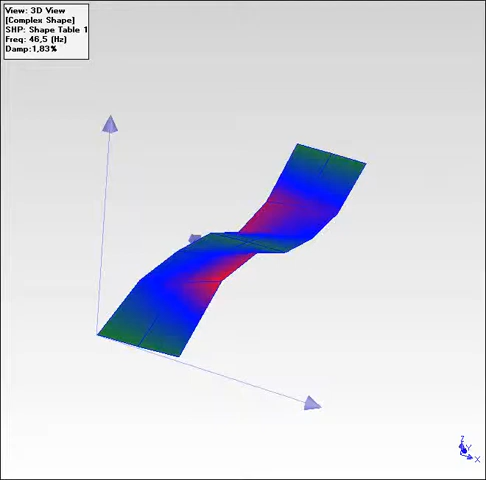 View: 3D View
[Complex Shape]
SHP: Shape Table 1
Freq: 46,5 (Hz)
Damp:1,83%
Z
Y
X